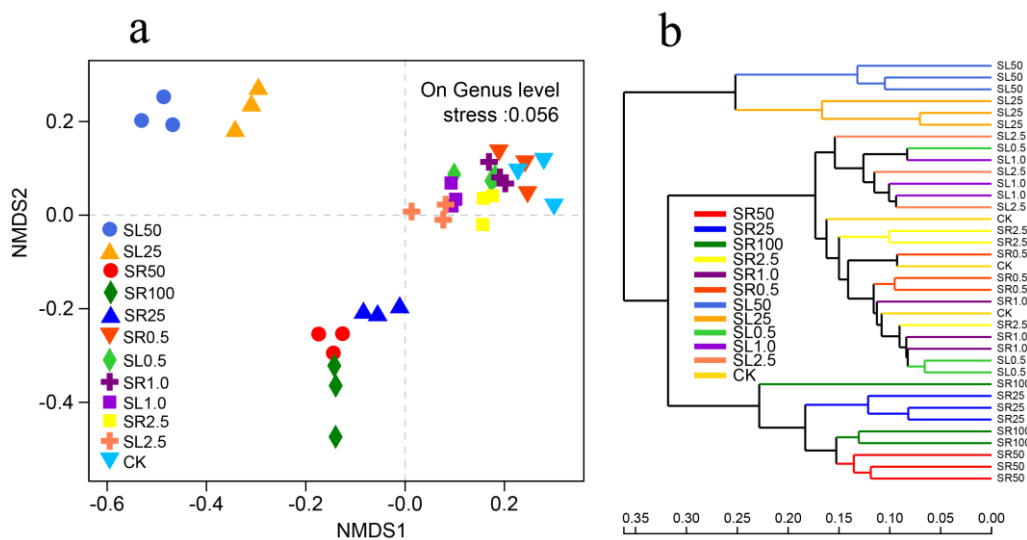 a
On Genus level
stress :0.056
NMDS2
0.2
0.0
-0.2
-0.4
SL50
SL25
SR50
SR100
SR25
SR0.5
SL0.5
SR1.0
SL1.0
SR2.5
SL2.5
CK
-0.6
-0.4
-0.2
-0.0
0.2
NMDS1
b
SL50
SL50
SL50
SL25
SL25
SL25
SL2.5
SL0.5
SL1.0
SL2.5
SL1.0
SL1.0
SL2.5
CK
SR2.5
SR2.5
SR0.5
CK
SR0.5
SR0.5
SR1.0
CK
SR2.5
SR1.0
SR1.0
SL0.5
SL0.5
SR100
SR25
SR25
SR25
SR100
SR100
SR50
SR50
SR50
SR50
SR25
SR100
SR2.5
SR1.0
SR0.5
SL50
SL25
SL0.5
SL1.0
SL2.5
CK
0.35 0.30 0.25 0.20 0.15 0.10 0.05 0.00